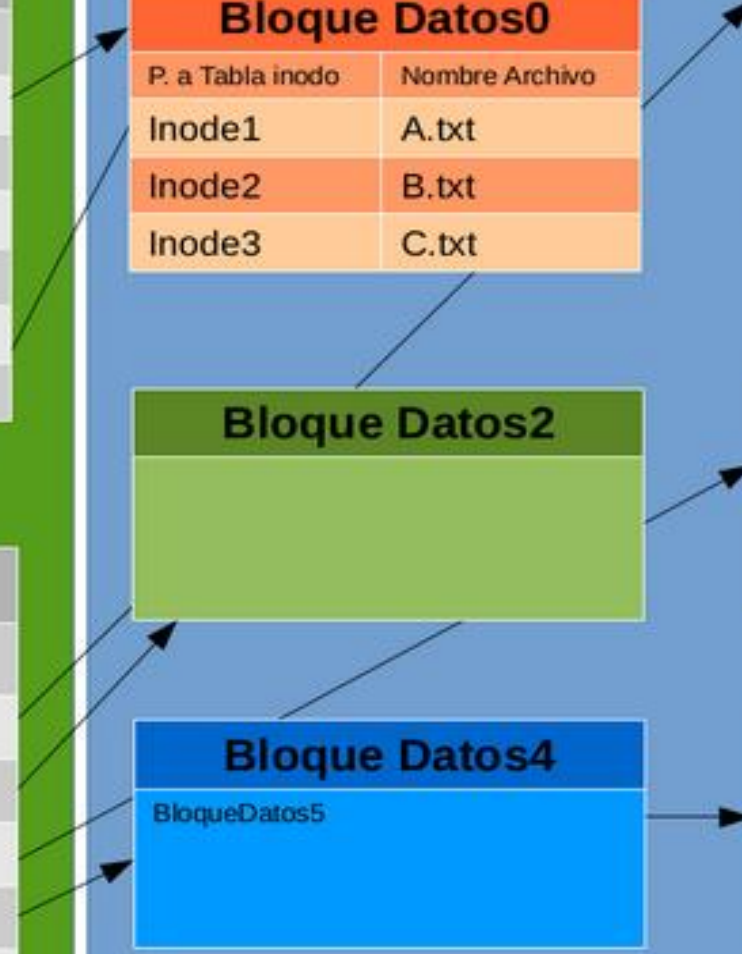 Bloque Datos0
P. a Tabla inodo Nombre Archivo
Inode1 A.txt
Inode2 B.txt
Inode3 C.txt
Bloque Datos2
Bloque Datos4
BloqueDatos5